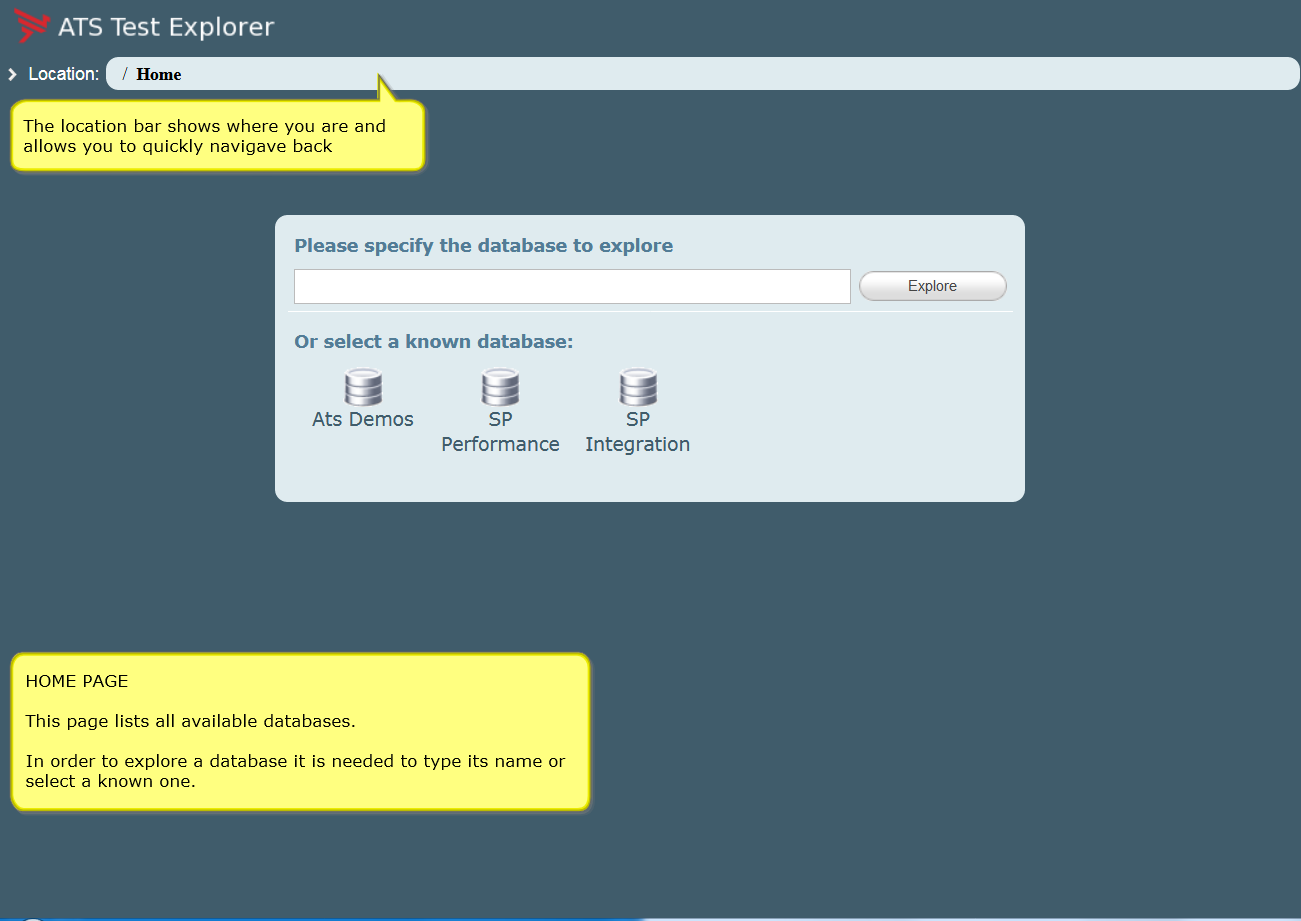 ATS Test Explorer
Location: / Home
The location bar shows where you are and
allows you to quickly navigave back
Please specify the database to explore
Explore
Or select a known database:
Ats Demos
SP
Performance
SP
Integration
HOME PAGE
This page lists all available databases.
In order to explore a database it is needed to type its name or
select a known one.